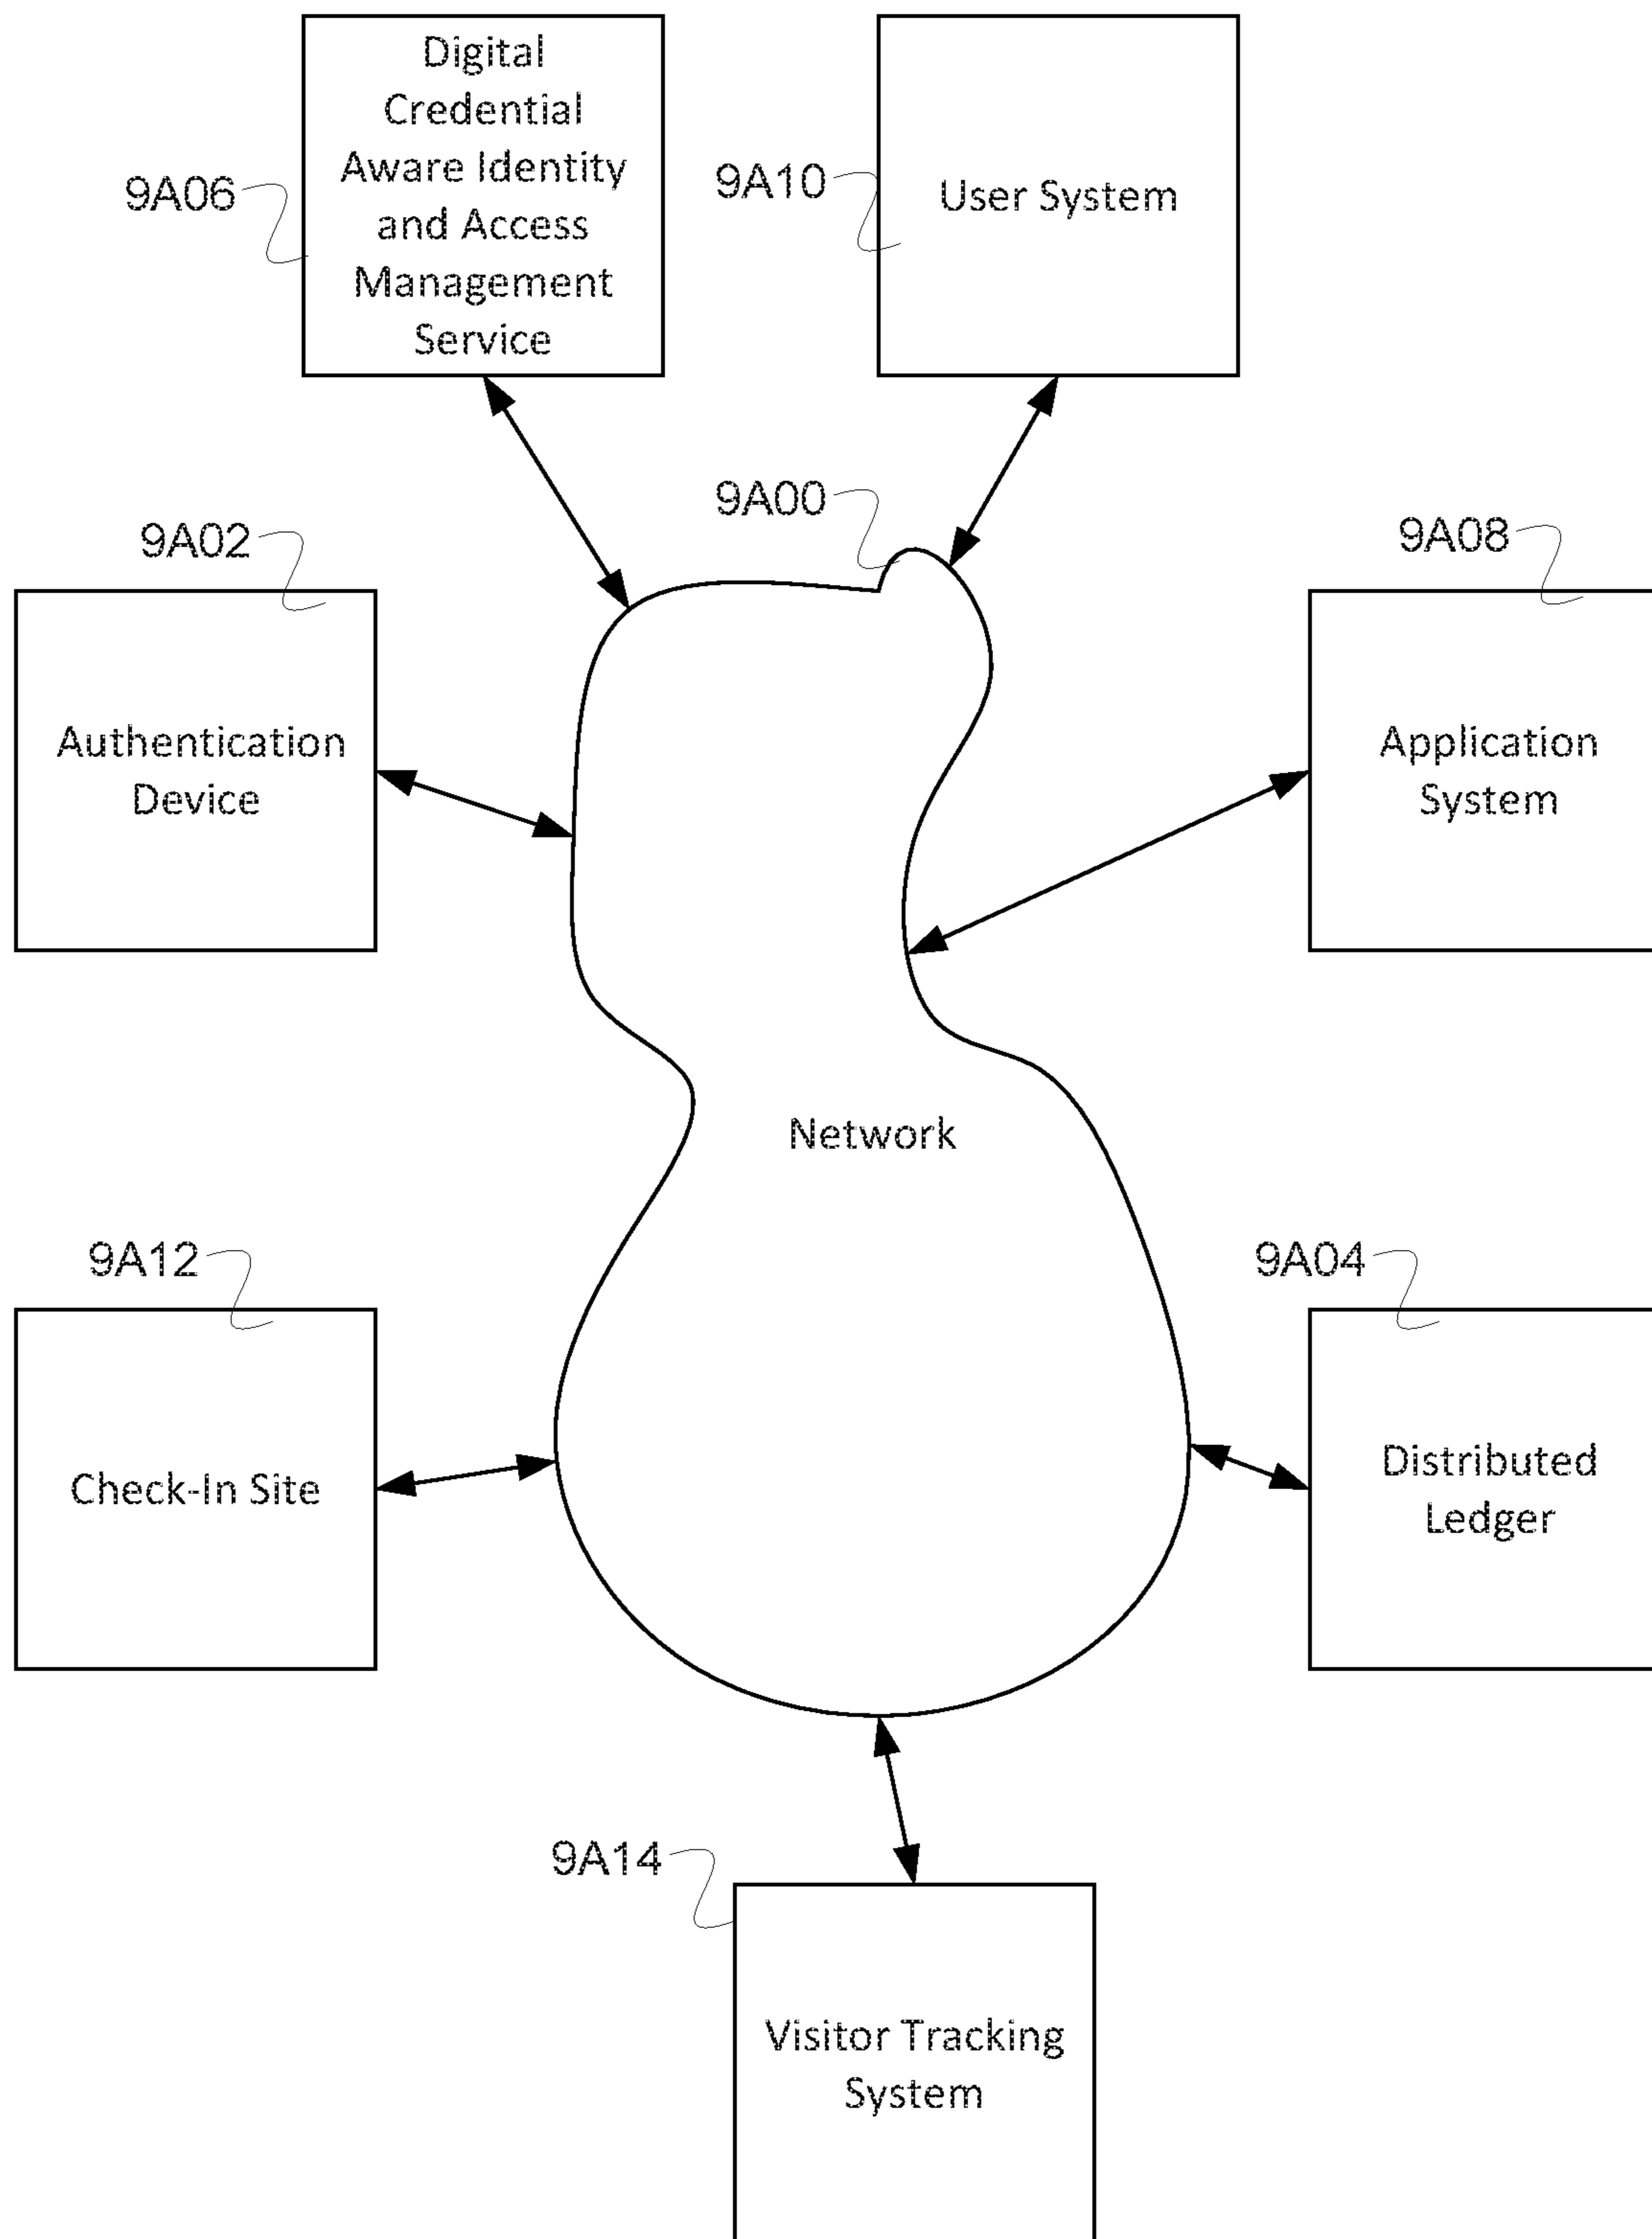 Digital
Credential
Aware Identity
and Access
Management
Service
9A06
9A10
User System
9A00
9A02
9A08
Authentication
Device
Application
System
Network
9A12
9A04
Check-In Site
Distributed
Ledger
9A14
Visitor Tracking
System